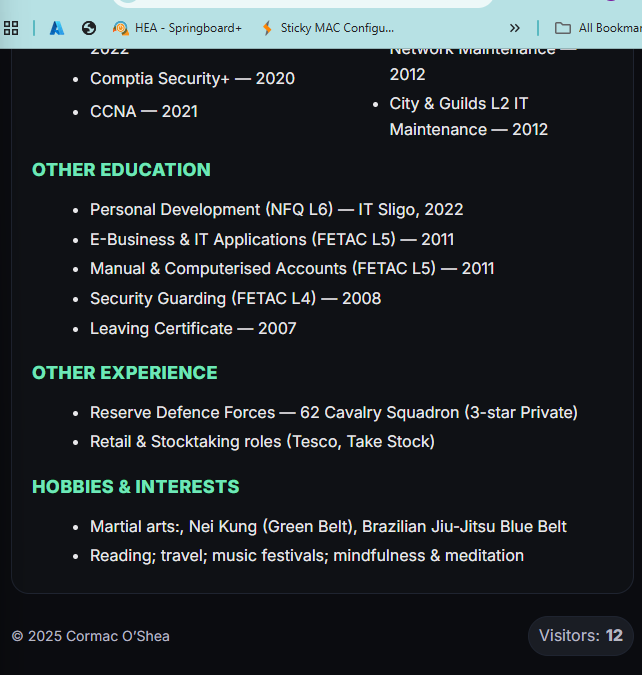 HEA - Springboard+
Sticky MAC Configu...
»
All Bookmar
2022
Network Maintenance —
• Comptia Security+ — 2020
2012
• CCNA — 2021
• City & Guilds L2 IT
Maintenance — 2012
OTHER EDUCATION
• Personal Development (NFQ L6) — IT Sligo, 2022
• E-Business & IT Applications (FETAC L5) — 2011
• Manual & Computerised Accounts (FETAC L5) — 2011
• Security Guarding (FETAC L4) — 2008
• Leaving Certificate — 2007
OTHER EXPERIENCE
• Reserve Defence Forces — 62 Cavalry Squadron (3-star Private)
• Retail & Stocktaking roles (Tesco, Take Stock)
HOBBIES & INTERESTS
• Martial arts:, Nei Kung (Green Belt), Brazilian Jiu-Jitsu Blue Belt
• Reading; travel; music festivals; mindfulness & meditation
© 2025 Cormac O’Shea
Visitors: 12